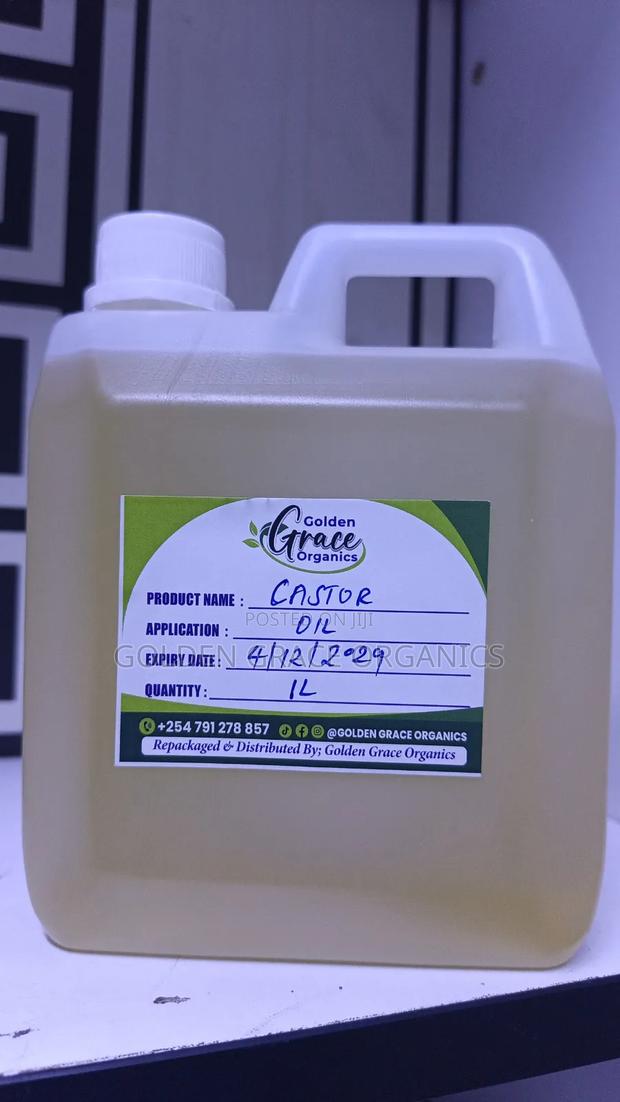 Golden
Grace
Organics
PRODUCT NAME : CASTOR
POSTED ON JIJI
APPLICATION : OIL
GOLDEN GRACE ORGANICS
EXPIRY DATE : 4/12/2029
QUANTITY : 1L
+254 791 278 857 @GOLDEN GRACE ORGANICS
Repackaged & Distributed By; Golden Grace Organics